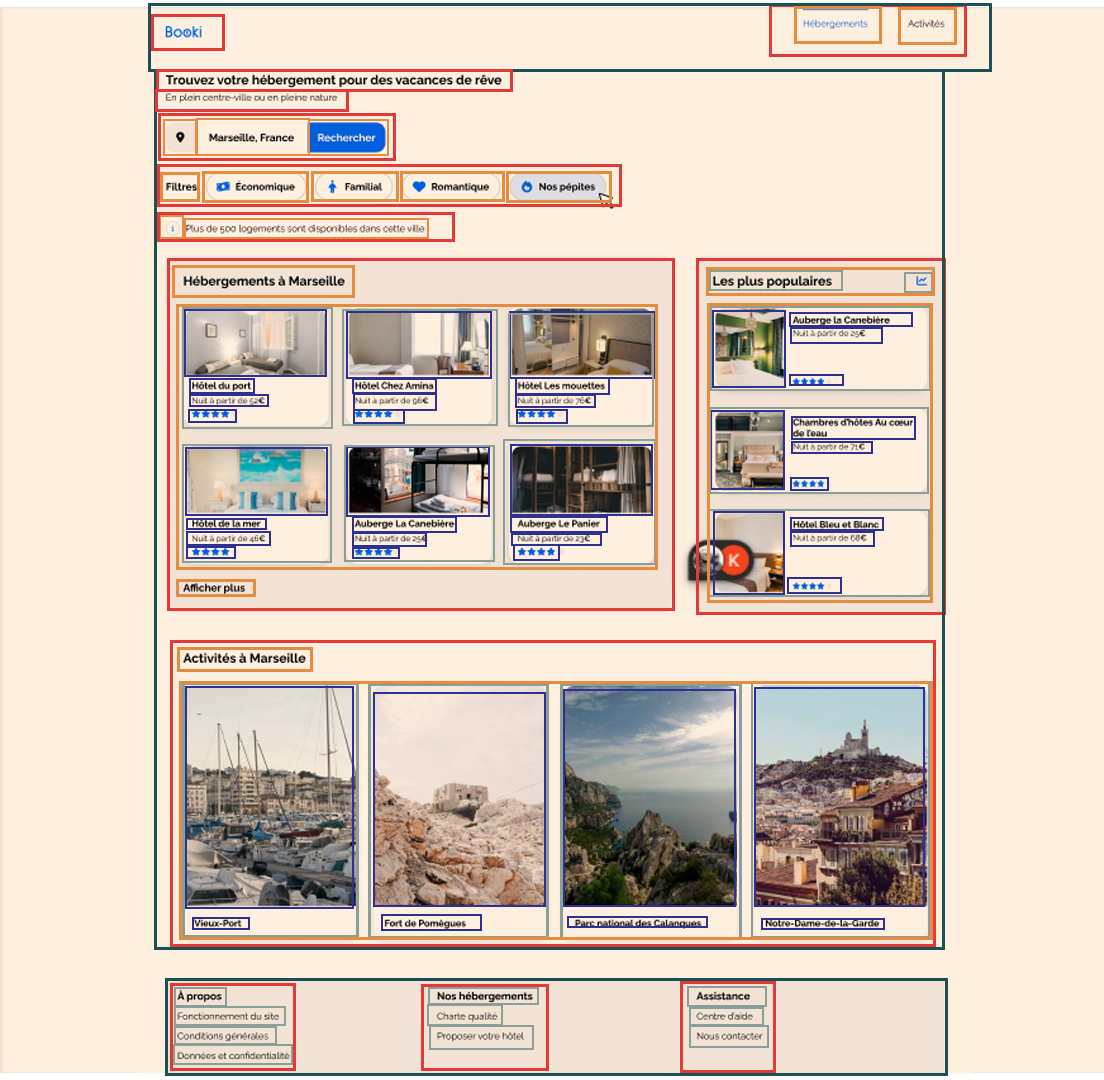 Booki
Hébergements
Activités
Trouvez votre hébergement pour des vacances de rêve
En plein centre-ville ou en pleine nature
Marseille, France
Rechercher
Filtres
Économique
Familial
Romantique
Nos pépites
i
Plus de 500 logements sont disponibles dans cette ville
Hébergements à Marseille
Hôtel du port
Nuit à partir de 52€
Hôtel Chez Amina
Nuit à partir de 96€
Hôtel Les mouettes
Nuit à partir de 76€
Hôtel de la mer
Nuit à partir de 46€
Auberge La Canebière
Nuit à partir de 25€
Auberge Le Panier
Nuit à partir de 23€
Afficher plus
Les plus populaires
Auberge la Canebière
Nuit à partir de 25€
Chambres d'hôtes Au cœur
de l'eau
Nuit à partir de 71€
Hôtel Bleu et Blanc
Nuit à partir de 68€
K
Activités à Marseille
Vieux-Port
Fort de Pomègues
Parc national des Calanques
Notre-Dame-de-la-Garde
À propos
Fonctionnement du site
Conditions générales
Données et confidentialité
Nos hébergements
Charte qualité
Proposer votre hôtel
Assistance
Centre d'aide
Nous contacter